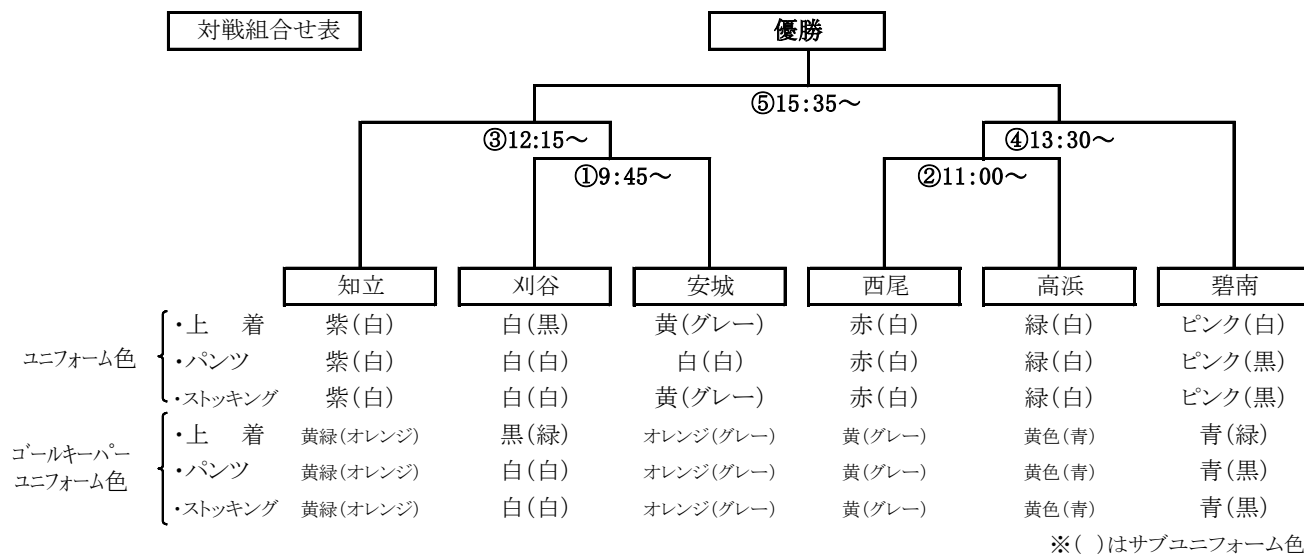 対戦組合せ表 優勝
⑤15:35～
③12:15～ ④13:30～
①9:45～ ②11:00～
知立 刈谷 安城 西尾 高浜 碧南
・上　着 紫(白) 白(黒) 黄(グレー) 赤(白) 緑(白) ピンク(白)
ユニフォーム色 ・パンツ 紫(白) 白(白) 白(白) 赤(白) 緑(白) ピンク(黒)
・ストッキング 紫(白) 白(白) 黄(グレー) 赤(白) 緑(白) ピンク(黒)
・上　着 黄緑(オレンジ) 黒(緑) オレンジ(グレー) 黄(グレー) 黄色(青) 青(緑)
ゴールキーパー
ユニフォーム色
・パンツ 黄緑(オレンジ) 白(白) オレンジ(グレー) 黄(グレー) 黄色(青) 青(黒)
・ストッキング 黄緑(オレンジ) 白(白) オレンジ(グレー) 黄(グレー) 黄色(青) 青(黒)
※( )はサブユニフォーム色